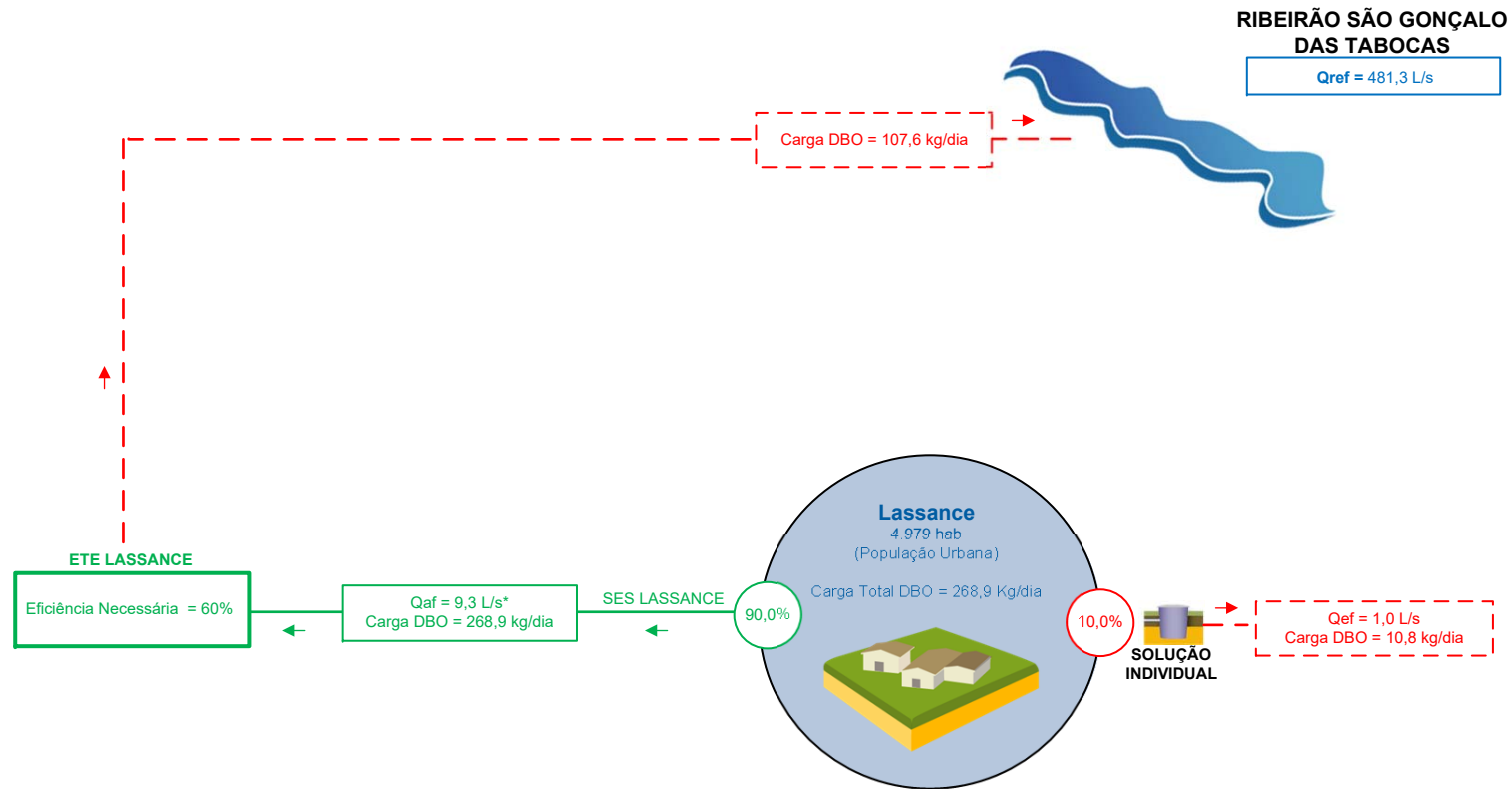 RIBEIRÃO SÃO GONÇALO
DAS TABOCAS
Qref = 481,3 L/s
Carga DBO = 107,6 kg/dia
ETE LASSANCE
Eficiência Necessária = 60%
Qaf = 9,3 L/s*
Carga DBO = 268,9 kg/dia
SES LASSANCE
90,0%
Lassance
4.979 hab
(População Urbana)
Carga Total DBO = 268,9 Kg/dia
10,0%
SOLUÇÃO
INDIVIDUAL
Qef = 1,0 L/s
Carga DBO = 10,8 kg/dia